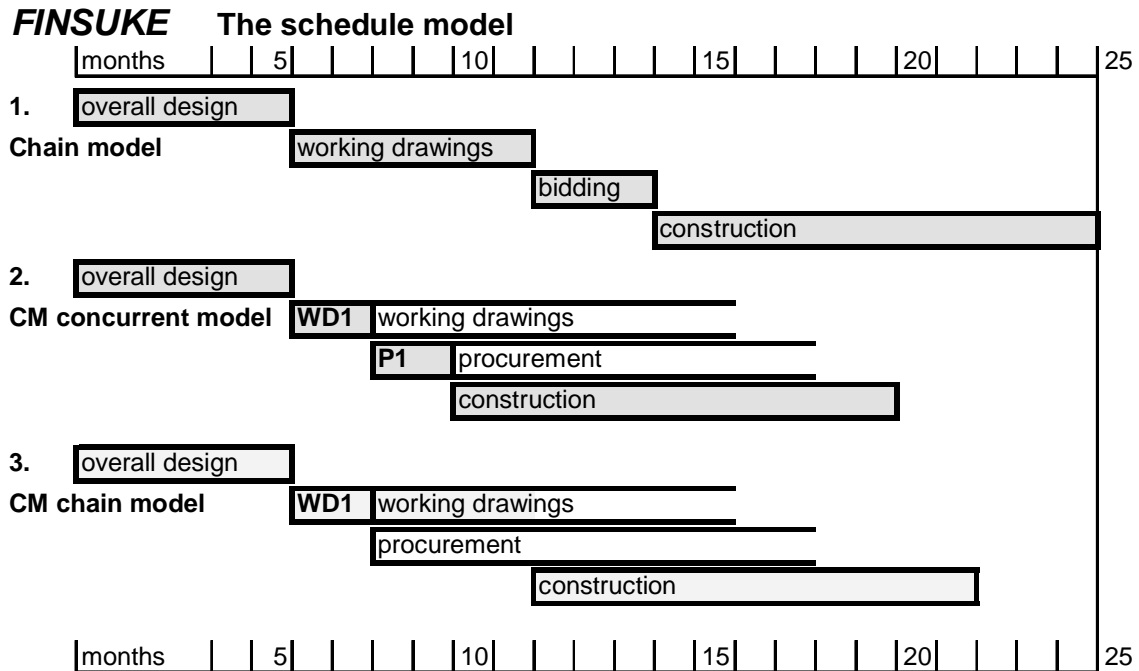 FINSUKE The schedule model
months 5 10 15 20 25
1. overall design
Chain model working drawings
bidding
construction
2. overall design
CM concurrent model WD1 working drawings
P1 procurement
construction
3. overall design
CM chain model WD1 working drawings
procurement
construction
months 5 10 15 20 25